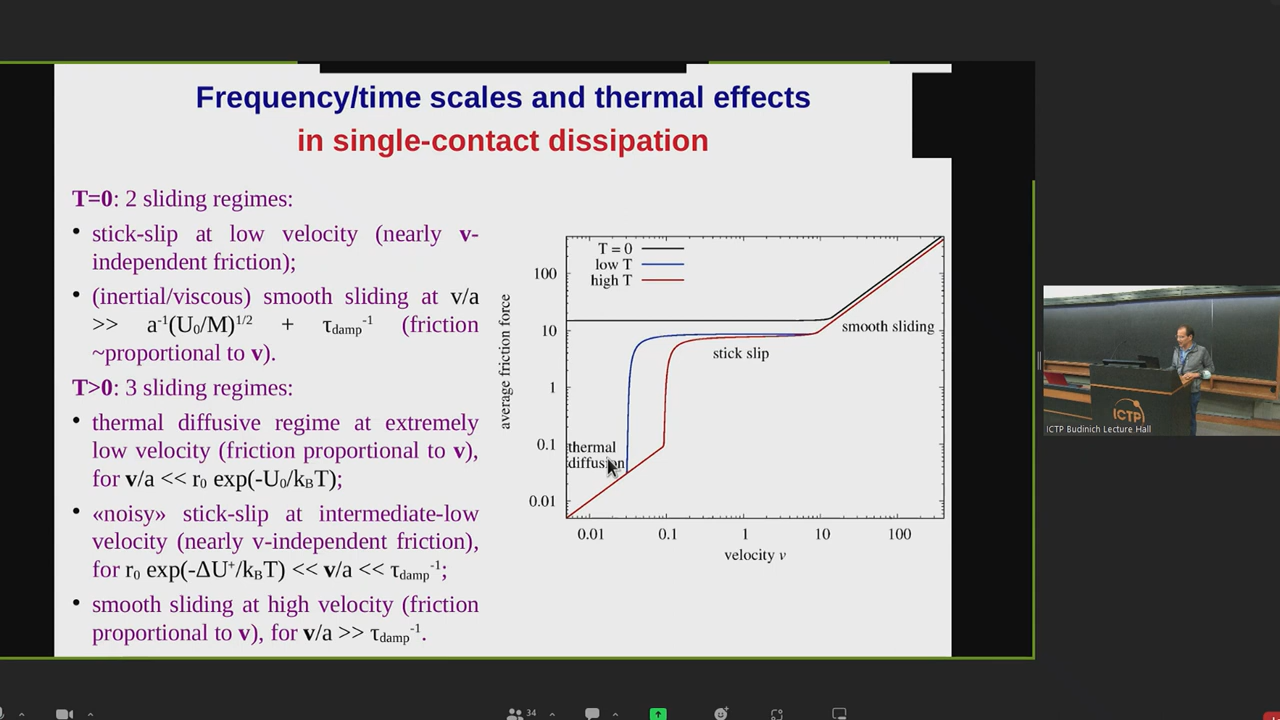 Frequency/time scales and thermal effects
in single-contact dissipation
T=0: 2 sliding regimes:
• stick-slip at low velocity (nearly v-
independent friction);
• (inertial/viscous) smooth sliding at v/a
>> a⁻¹(U₀/M)¹/² + τdamp⁻¹ (friction
~proportional to v).
T>0: 3 sliding regimes:
• thermal diffusive regime at extremely
low velocity (friction proportional to v),
for v/a << r₀ exp(-U₀/kBT);
• «noisy» stick-slip at intermediate-low
velocity (nearly v-independent friction),
for r₀ exp(-ΔU⁺/kBT) << v/a << τdamp⁻¹;
• smooth sliding at high velocity (friction
proportional to v), for v/a >> τdamp⁻¹.
T = 0
low T
high T
100
10
1
0.1
0.01
average friction force
smooth sliding
stick slip
thermal
diffusion
0.01 0.1 1 10 100
velocity v
ICTP
ICTP Budinich Lecture Hall
34